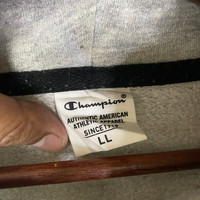 Champion
AUTHENTIC AMERICAN
ATHLETIC APPAREL
SINCE 1919
LL